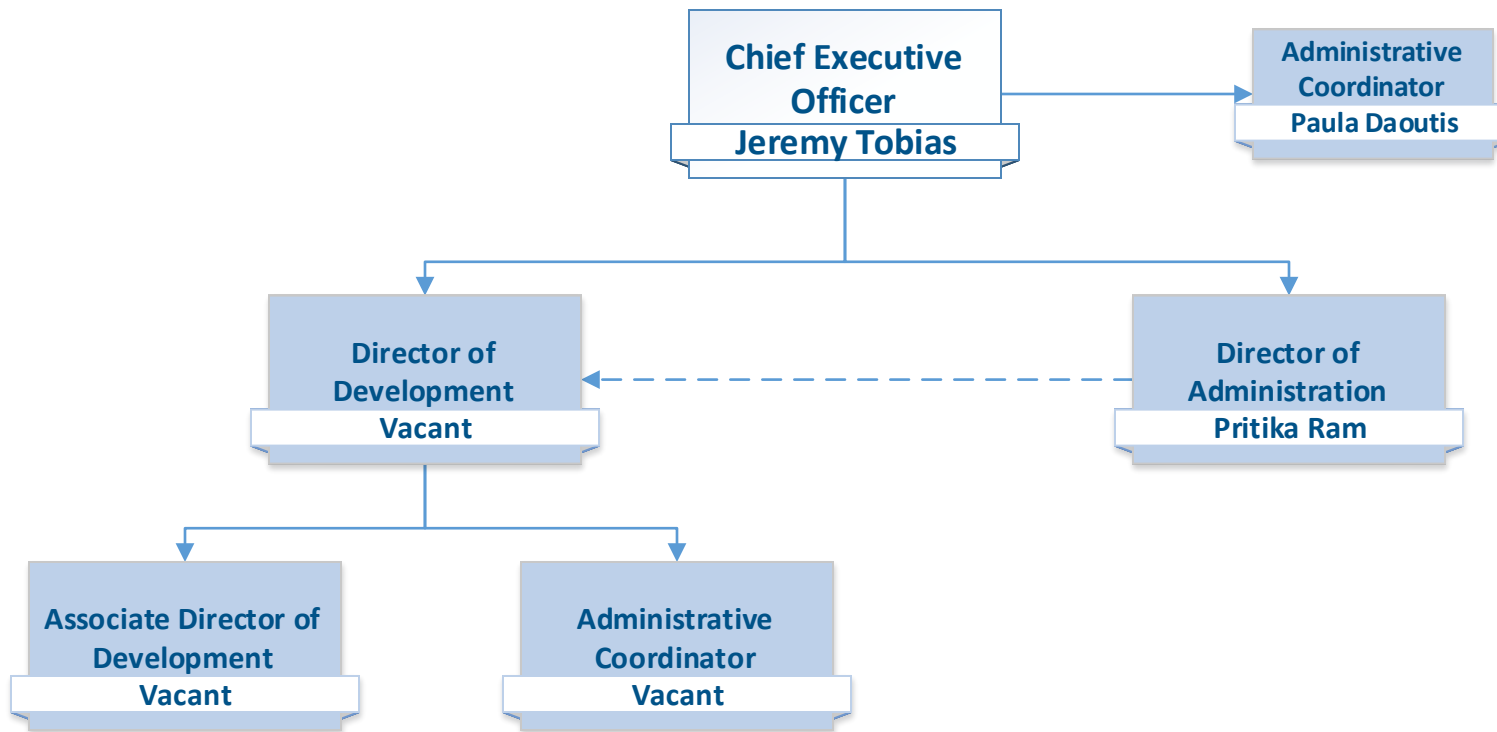 Chief Executive
Officer
Jeremy Tobias
Administrative
Coordinator
Paula Daoutis
Director of
Development
Vacant
Director of
Administration
Pritika Ram
Associate Director of
Development
Vacant
Administrative
Coordinator
Vacant